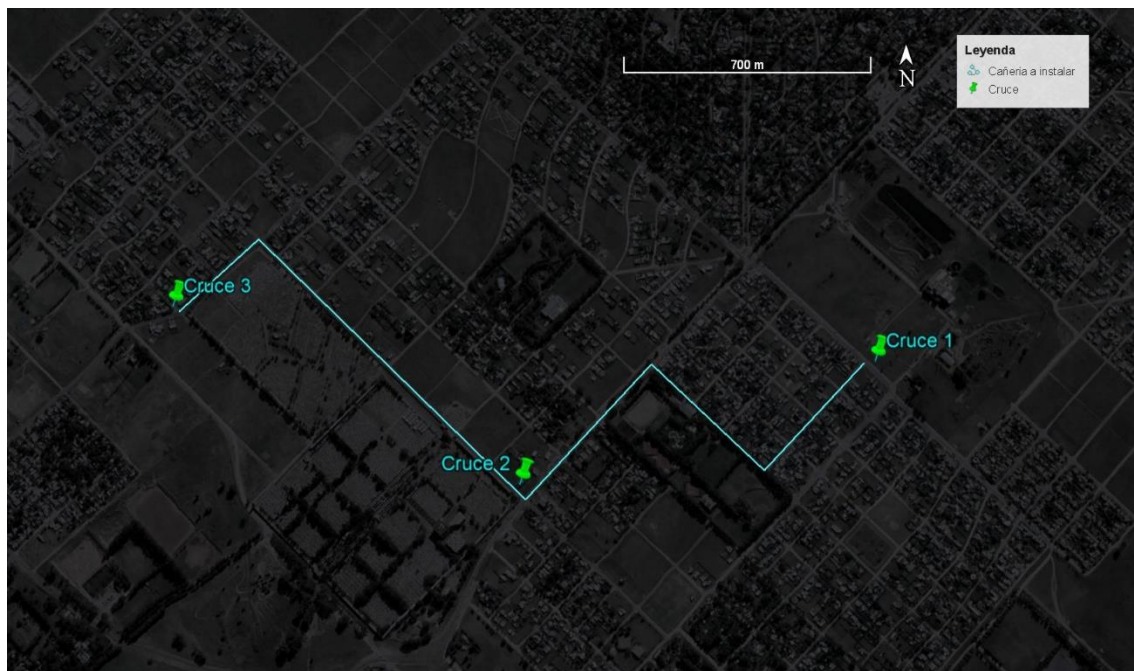 700 m
N
Leyenda
Cañeria a instalar
Cruce
Cruce 3
Cruce 1
Cruce 2